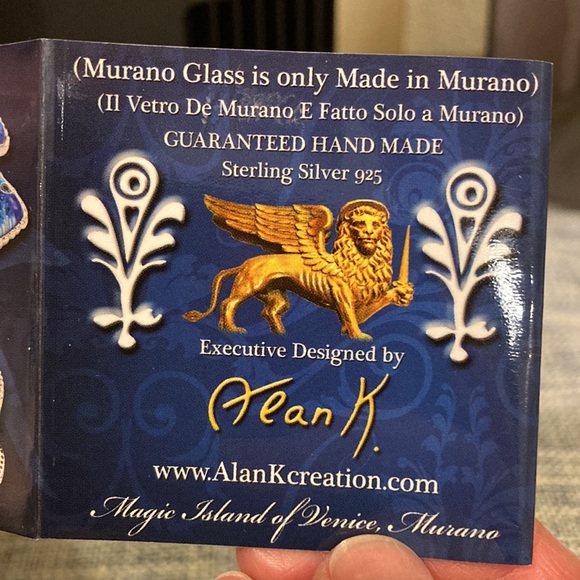 (Murano Glass is only Made in Murano)
(Il Vetro De Murano E Fatto Solo a Murano)
GUARANTEED HAND MADE
Sterling Silver 925
Executive Designed by
Alan K.
www.AlanKcreation.com
Magic Island of Venice, Murano